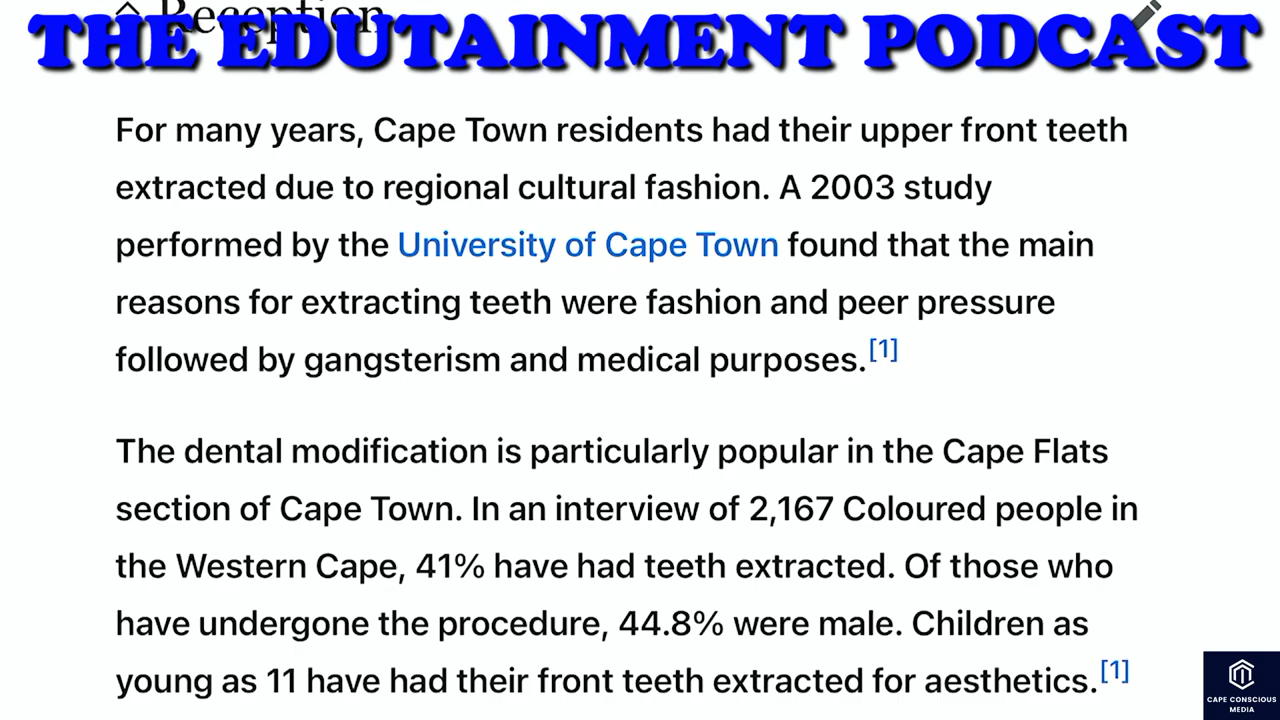 Reception
THE EDUTAINMENT PODCAST
For many years, Cape Town residents had their upper front teeth
extracted due to regional cultural fashion. A 2003 study
performed by the University of Cape Town found that the main
reasons for extracting teeth were fashion and peer pressure
followed by gangsterism and medical purposes.[1]
The dental modification is particularly popular in the Cape Flats
section of Cape Town. In an interview of 2,167 Coloured people in
the Western Cape, 41% have had teeth extracted. Of those who
have undergone the procedure, 44.8% were male. Children as
young as 11 have had their front teeth extracted for aesthetics.[1]
CAPE CONSCIOUS
MEDIA